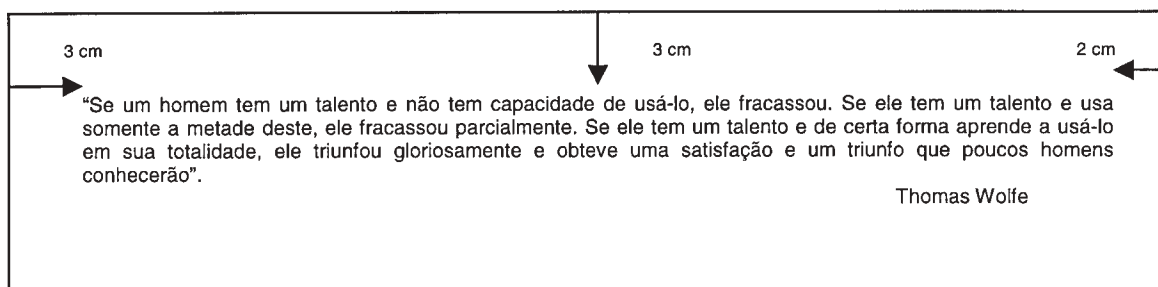 3 cm 3 cm 2 cm
“Se um homem tem um talento e não tem capacidade de usá-lo, ele fracassou. Se ele tem um talento e usa
somente a metade deste, ele fracassou parcialmente. Se ele tem um talento e de certa forma aprende a usá-lo
em sua totalidade, ele triunfou gloriosamente e obteve uma satisfação e um triunfo que poucos homens
conhecerão”.
Thomas Wolfe